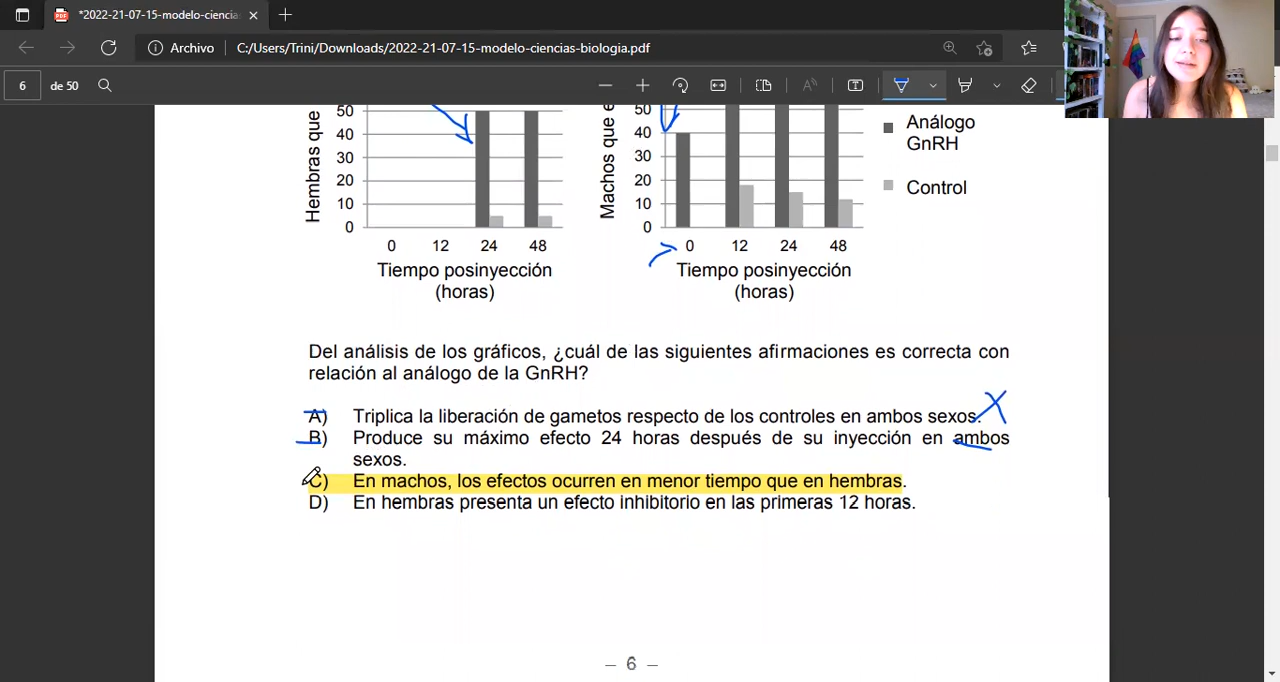 *2022-21-07-15-modelo-ciencia
Archivo C:/Users/Trini/Downloads/2022-21-07-15-modelo-ciencias-biologia.pdf
6 de 50
Hembras que
50
40
30
20
10
0
0 12 24 48
Tiempo posinyección
(horas)
Machos que e
50
40
30
20
10
0
0 12 24 48
Tiempo posinyección
(horas)
Análogo
GnRH
Control
Del análisis de los gráficos, ¿cuál de las siguientes afirmaciones es correcta con
relación al análogo de la GnRH?
A) Triplica la liberación de gametos respecto de los controles en ambos sexos.
B) Produce su máximo efecto 24 horas después de su inyección en ambos
sexos.
C) En machos, los efectos ocurren en menor tiempo que en hembras.
D) En hembras presenta un efecto inhibitorio en las primeras 12 horas.
– 6 –